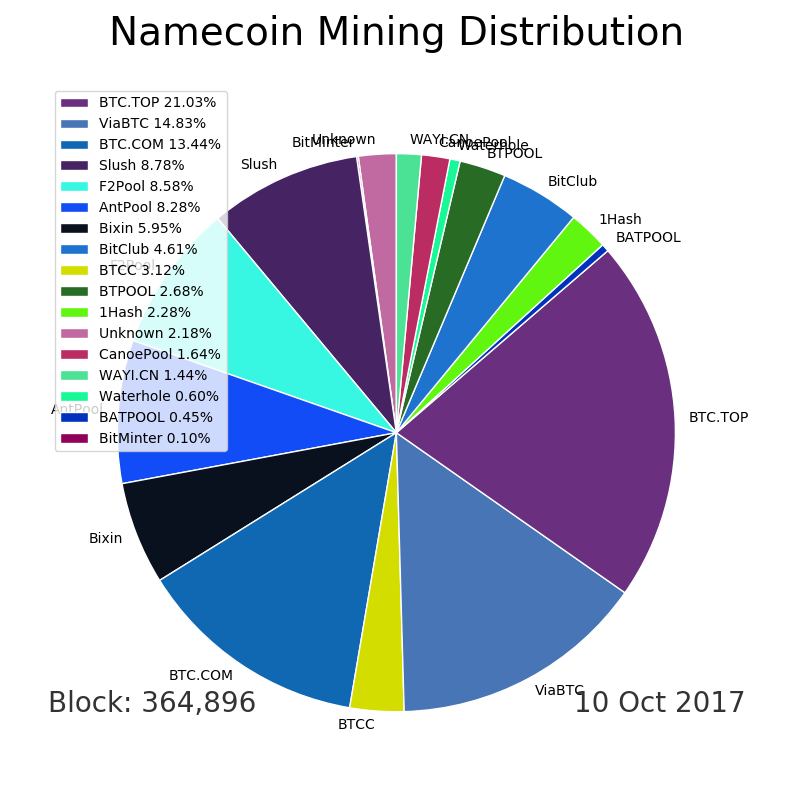 Namecoin Mining Distribution
BTC.TOP 21.03%
ViaBTC 14.83%
BTC.COM 13.44%
Slush 8.78%
F2Pool 8.58%
AntPool 8.28%
Bixin 5.95%
BitClub 4.61%
BTCC 3.12%
BTPOOL 2.68%
1Hash 2.28%
Unknown 2.18%
CanoePool 1.64%
WAYI.CN 1.44%
Waterhole 0.60%
BATPOOL 0.45%
BitMinter 0.10%
Unknown
BitMinter
WAYI.CN
CanoePool
Waterhole
BTPOOL
Slush
BitClub
1Hash
BATPOOL
F2Pool
AntPool
BTC.TOP
Bixin
BTC.COM
ViaBTC
BTCC
Block: 364,896
10 Oct 2017